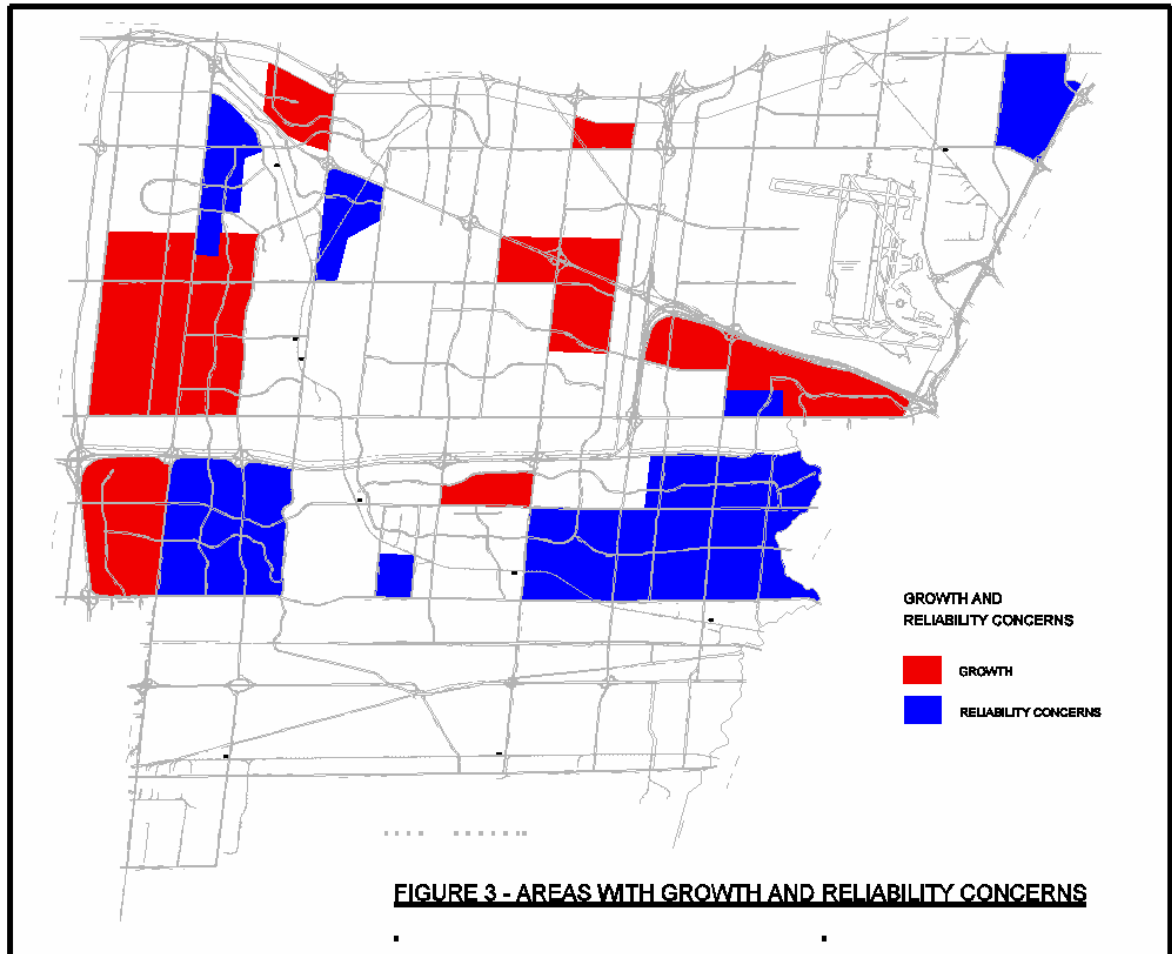 GROWTH AND
RELIABILITY CONCERNS
GROWTH
RELIABILITY CONCERNS
FIGURE 3 - AREAS WITH GROWTH AND RELIABILITY CONCERNS